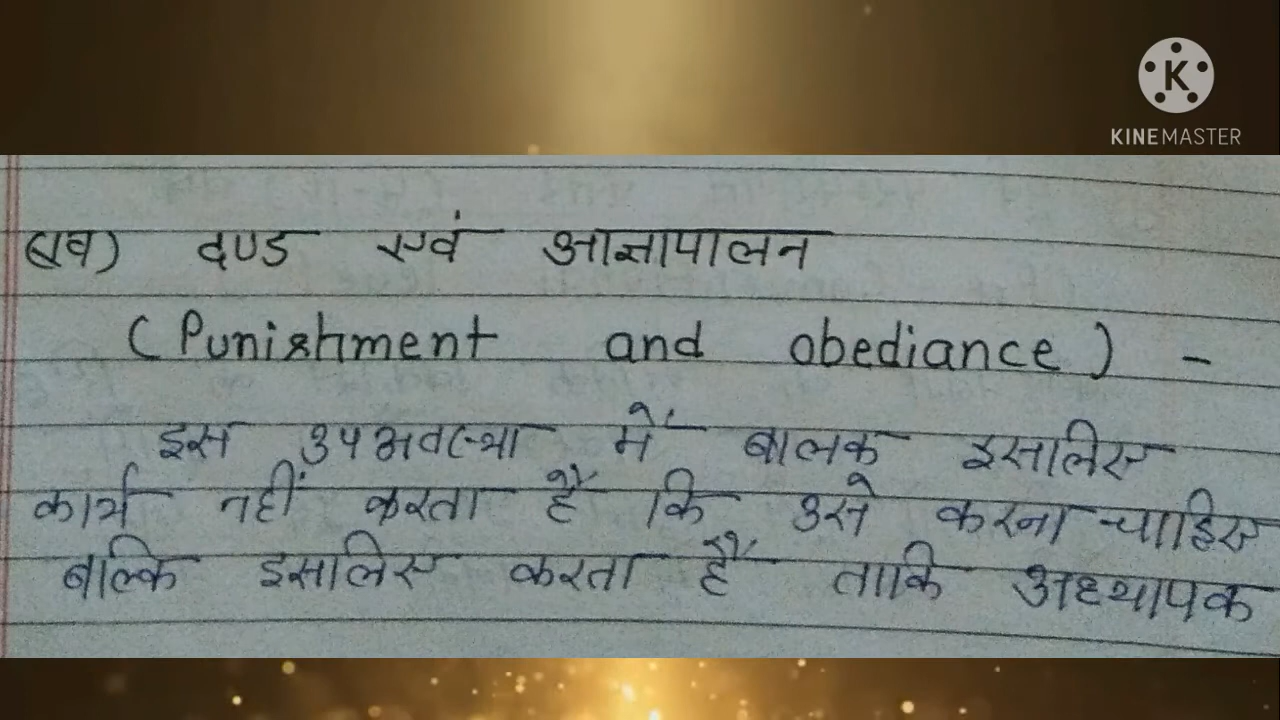 KINEMASTER
(ब) दण्ड एवं आज्ञापालन
(Punishment and obediance) -
इस उपअवस्था में बालक इसलिए
कार्य नहीं करता है कि उसे करना चाहिए
बल्कि इसलिए करता है ताकि अध्यापक